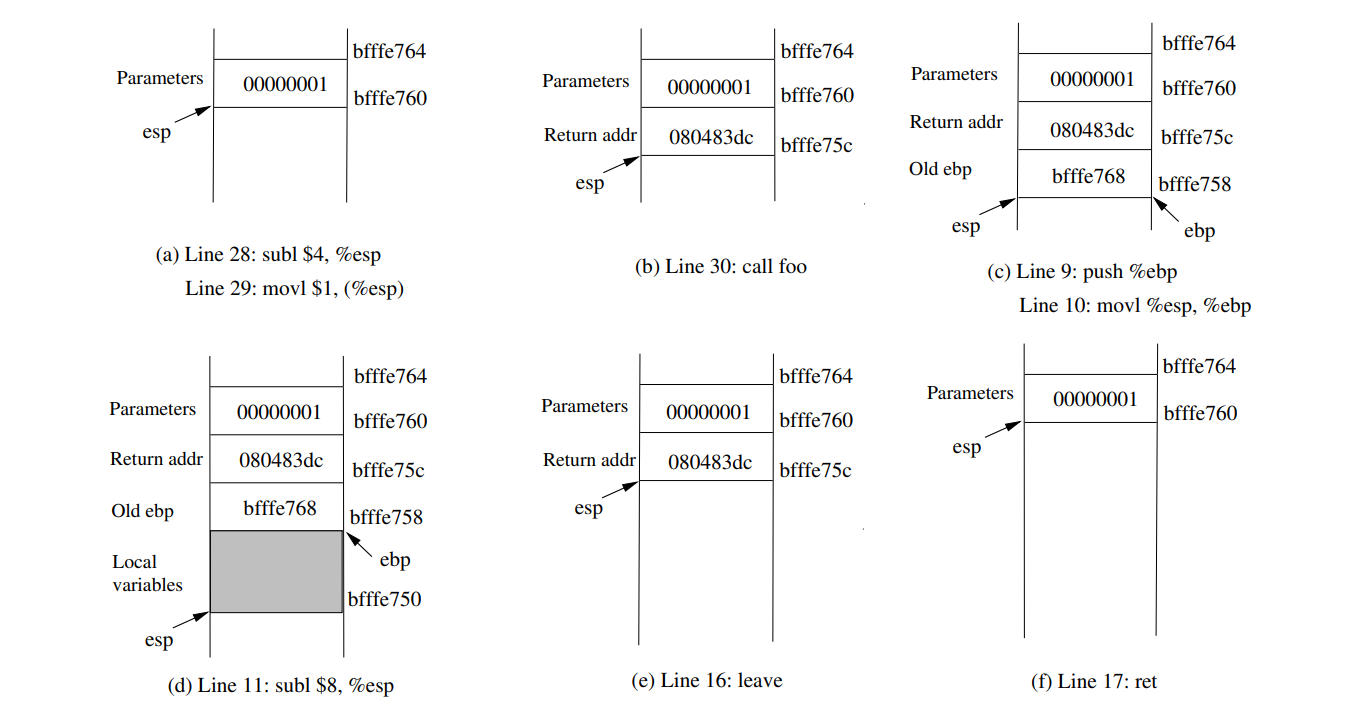 bfffe764
Parameters 00000001
bfffe760
esp
(a) Line 28: subl $4, %esp
Line 29: movl $1, (%esp)
bfffe764
Parameters 00000001
bfffe760
Return addr 080483dc
bfffe75c
esp
(b) Line 30: call foo
bfffe764
Parameters 00000001
bfffe760
Return addr 080483dc
bfffe75c
Old ebp bfffe768
bfffe758
esp
ebp
(c) Line 9: push %ebp
Line 10: movl %esp, %ebp
bfffe764
Parameters 00000001
bfffe760
Return addr 080483dc
bfffe75c
Old ebp bfffe768
bfffe758
ebp
Local
variables
bfffe750
esp
(d) Line 11: subl $8, %esp
bfffe764
Parameters 00000001
bfffe760
Return addr 080483dc
bfffe75c
esp
(e) Line 16: leave
bfffe764
Parameters 00000001
bfffe760
esp
(f) Line 17: ret